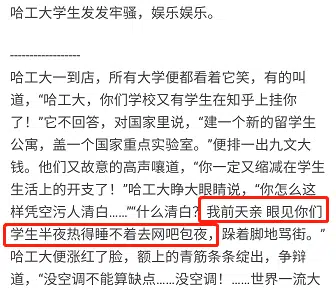 哈工大学生发发牢骚，娱乐娱乐。
-----------------
哈工大一到店，所有大学便都看着它笑，有的叫
道，“哈工大，你们学校又有学生在知乎上挂你
了！”它不回答，对国家里说，“建一个新的留学生
公寓，盖一个国家重点实验室。”便排一出九文大
钱。他们又故意的高声嚷道，“你一定又缩减在学生
生活上的开支了！”哈工大睁大眼睛说，“你怎么这
样凭空污人清白……”“什么清白？我前天亲 眼见你们
学生半夜热得睡不着去网吧包夜，跺着脚地骂街。”
哈工大便涨红了脸，额上的青筋条条绽出，争辩
道，“没空调不能算缺点……没空调！……世界一流大